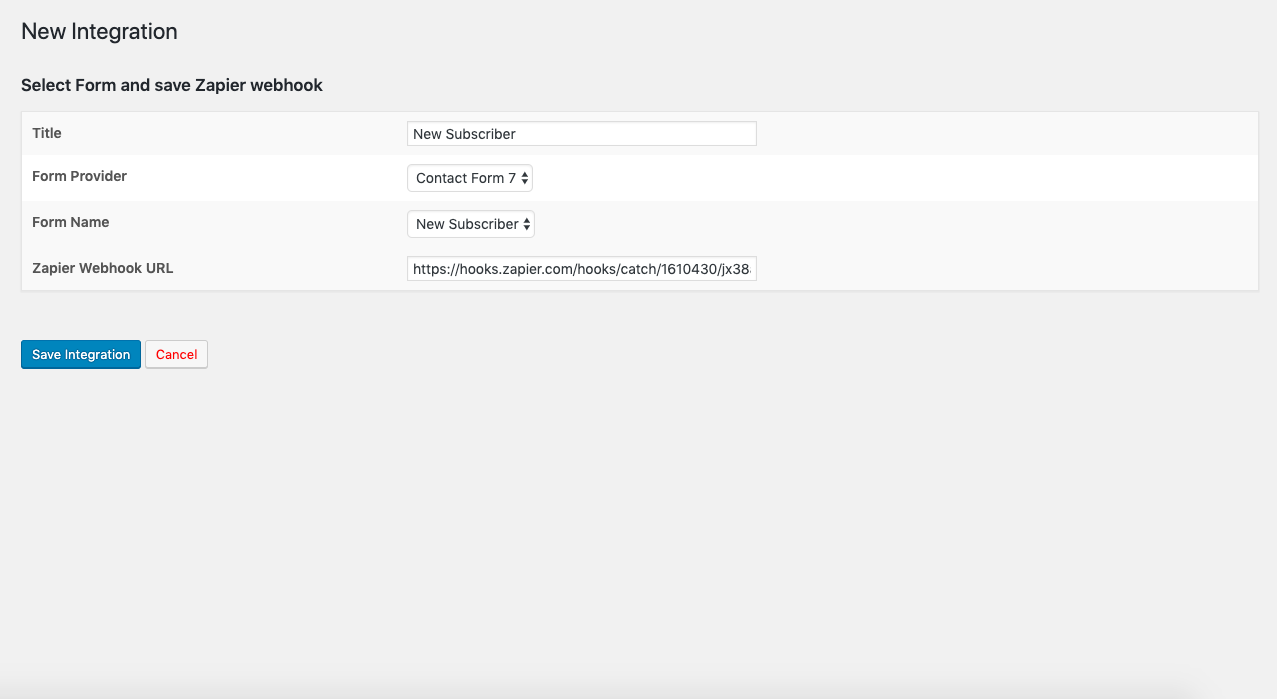 New Integration
Select Form and save Zapier webhook
Title
New Subscriber
Form Provider
Contact Form 7
Form Name
New Subscriber
Zapier Webhook URL
https://hooks.zapier.com/hooks/catch/1610430/jx38
Save Integration
Cancel